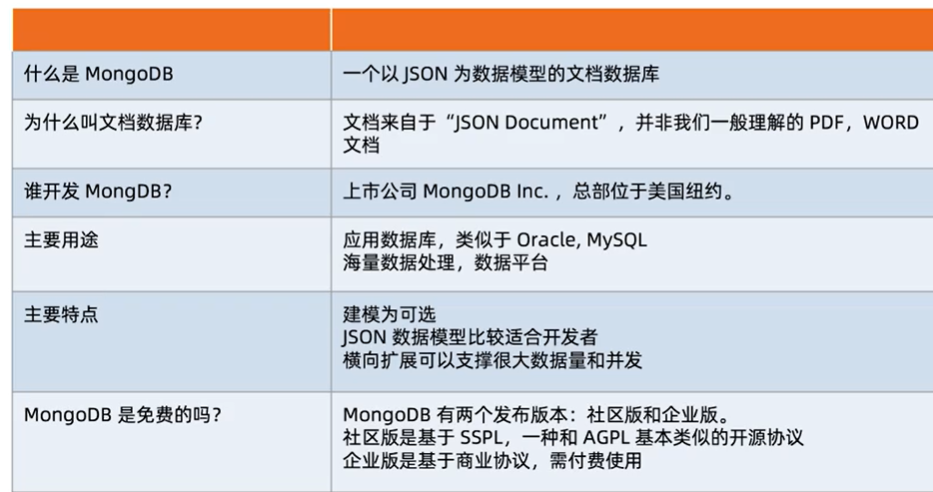 什么是 MongoDB
一个以 JSON 为数据模型的文档数据库
为什么叫文档数据库？
文档来自于“JSON Document”，并非我们一般理解的 PDF，WORD
文档
谁开发 MongDB？
上市公司 MongoDB Inc. ，总部位于美国纽约。
主要用途
应用数据库，类似于 Oracle, MySQL
海量数据处理，数据平台
主要特点
建模为可选
JSON 数据模型比较适合开发者
横向扩展可以支撑很大数据量和并发
MongoDB 是免费的吗？
MongoDB 有两个发布版本：社区版和企业版。
社区版是基于 SSPL，一种和 AGPL 基本类似的开源协议
企业版是基于商业协议，需付费使用